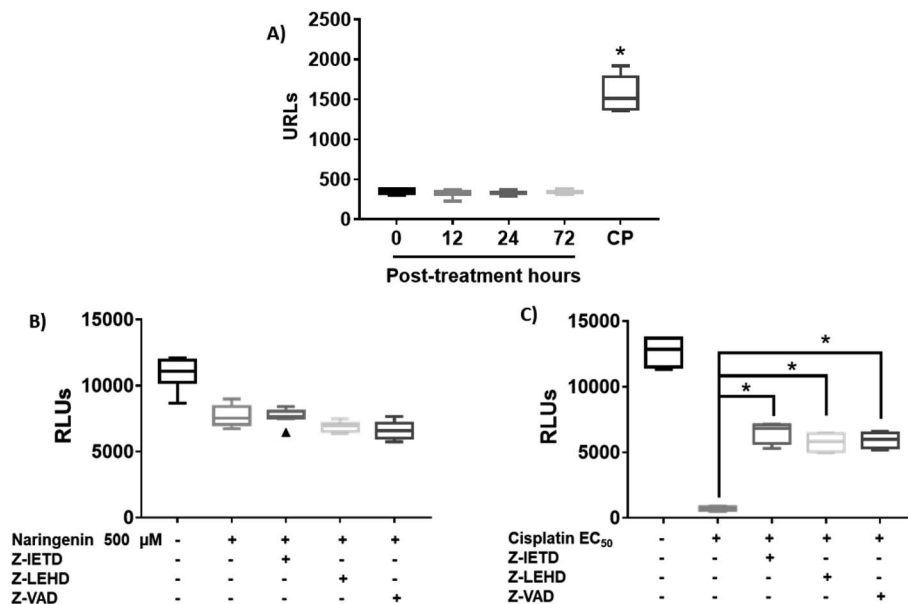 A)
*
2500
2000
1500
1000
500
0
URLs
0 12 24 72 CP
Post-treatment hours
B)
15000
10000
5000
0
RLUs
Naringenin 500 µM - + + + +
Z-IETD - - + - -
Z-LEHD - - - + -
Z-VAD - - - - +
C)
15000
10000
5000
0
RLUs
*
*
*
Cisplatin EC₅₀ - + + + +
Z-IETD - - + - -
Z-LEHD - - - + -
Z-VAD - - - - +